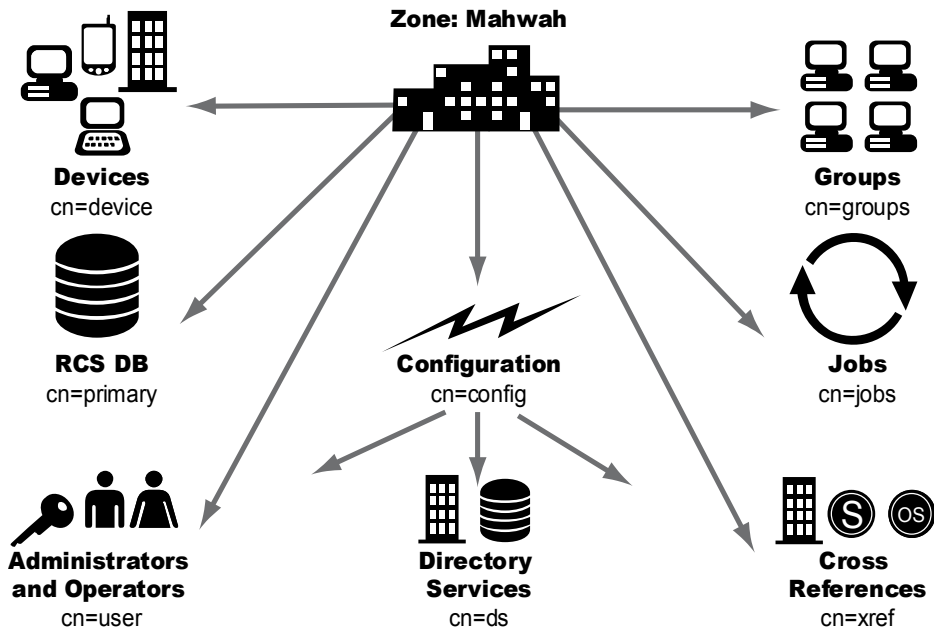 Zone: Mahwah
Devices
cn=device
Groups
cn=groups
RCS DB
cn=primary
Configuration
cn=config
Jobs
cn=jobs
Administrators
and Operators
cn=user
Directory
Services
cn=ds
S
OS
Cross
References
cn=xref